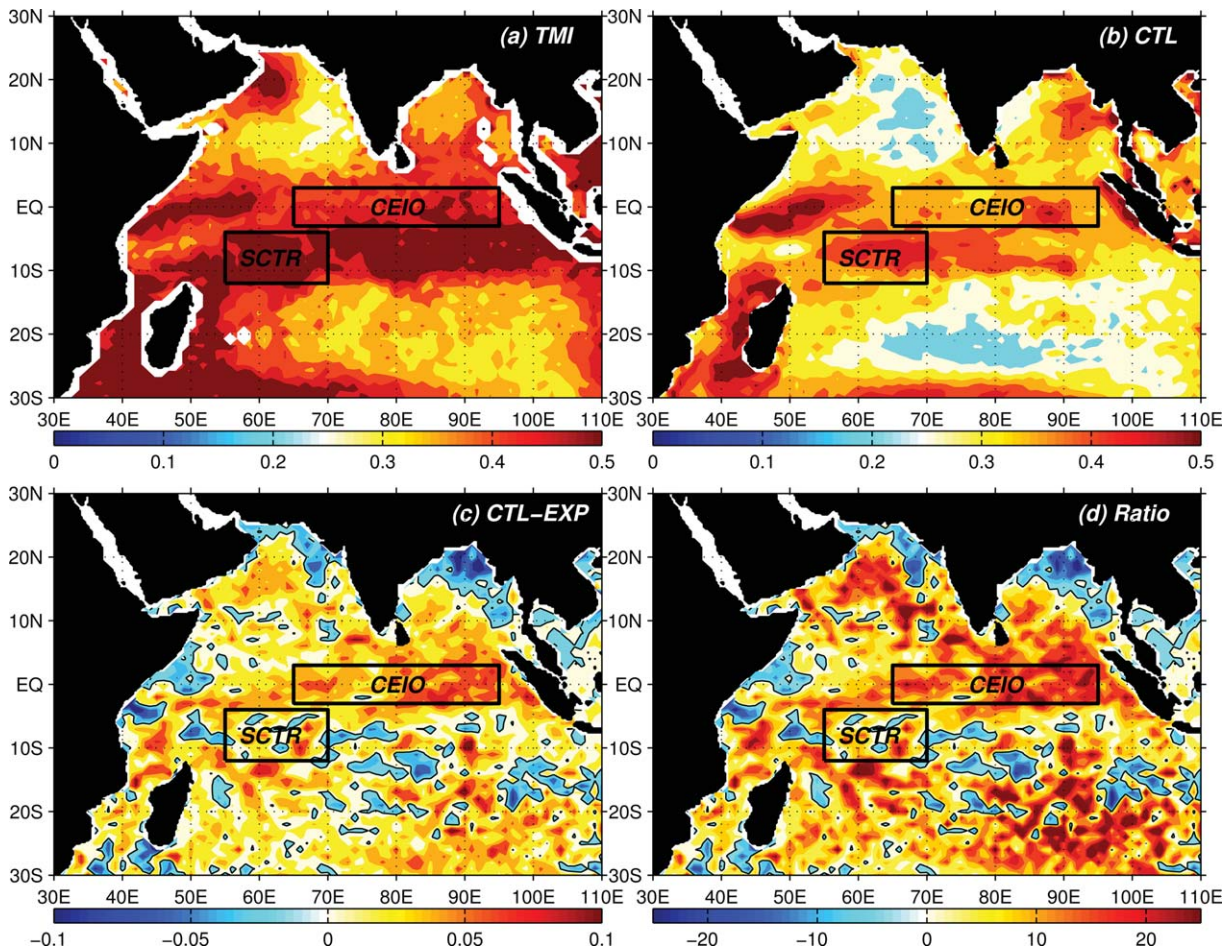 30N 30N
(a) TMI (b) CTL
20N 20N
10N 10N
EQ CEIO EQ CEIO
SCTR SCTR
10S 10S
20S 20S
30S 30S
30E 40E 50E 60E 70E 80E 90E 100E 110E 30E 40E 50E 60E 70E 80E 90E 100E 110E
0 0.1 0.2 0.3 0.4 0.5 0 0.1 0.2 0.3 0.4 0.5
30N 30N
(c) CTL-EXP (d) Ratio
20N 20N
10N 10N
EQ CEIO EQ CEIO
SCTR SCTR
10S 10S
20S 20S
30S 30S
30E 40E 50E 60E 70E 80E 90E 100E 110E 30E 40E 50E 60E 70E 80E 90E 100E 110E
−0.1 −0.05 0 0.05 0.1 −20 −10 0 10 20